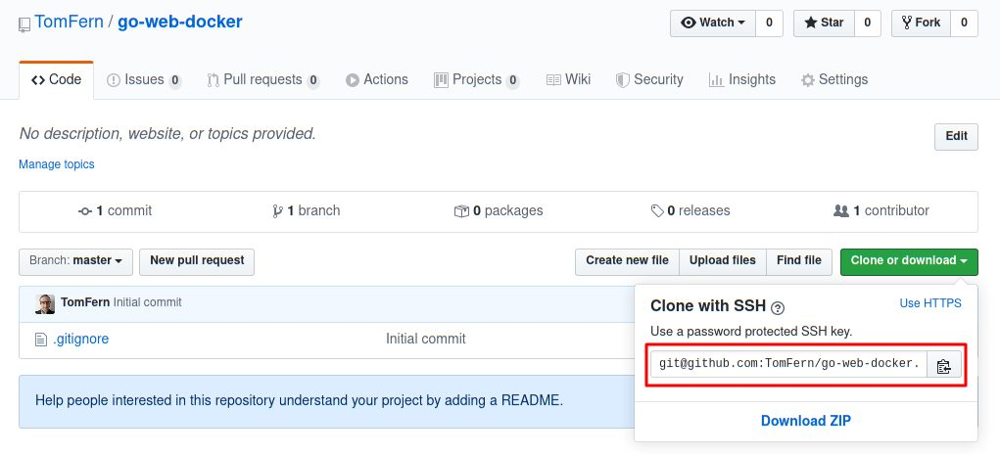 TomFern / go-web-docker
Watch 0 Star 0 Fork 0
Code Issues 0 Pull requests 0 Actions Projects 0 Wiki Security Insights Settings
No description, website, or topics provided.
Edit
Manage topics
1 commit 1 branch 0 packages 0 releases 1 contributor
Branch: master New pull request Create new file Upload files Find file Clone or download
TomFern Initial commit
.gitignore Initial commit
Help people interested in this repository understand your project by adding a README.
Clone with SSH ? Use HTTPS
Use a password protected SSH key.
git@github.com:TomFern/go-web-docker.
Download ZIP